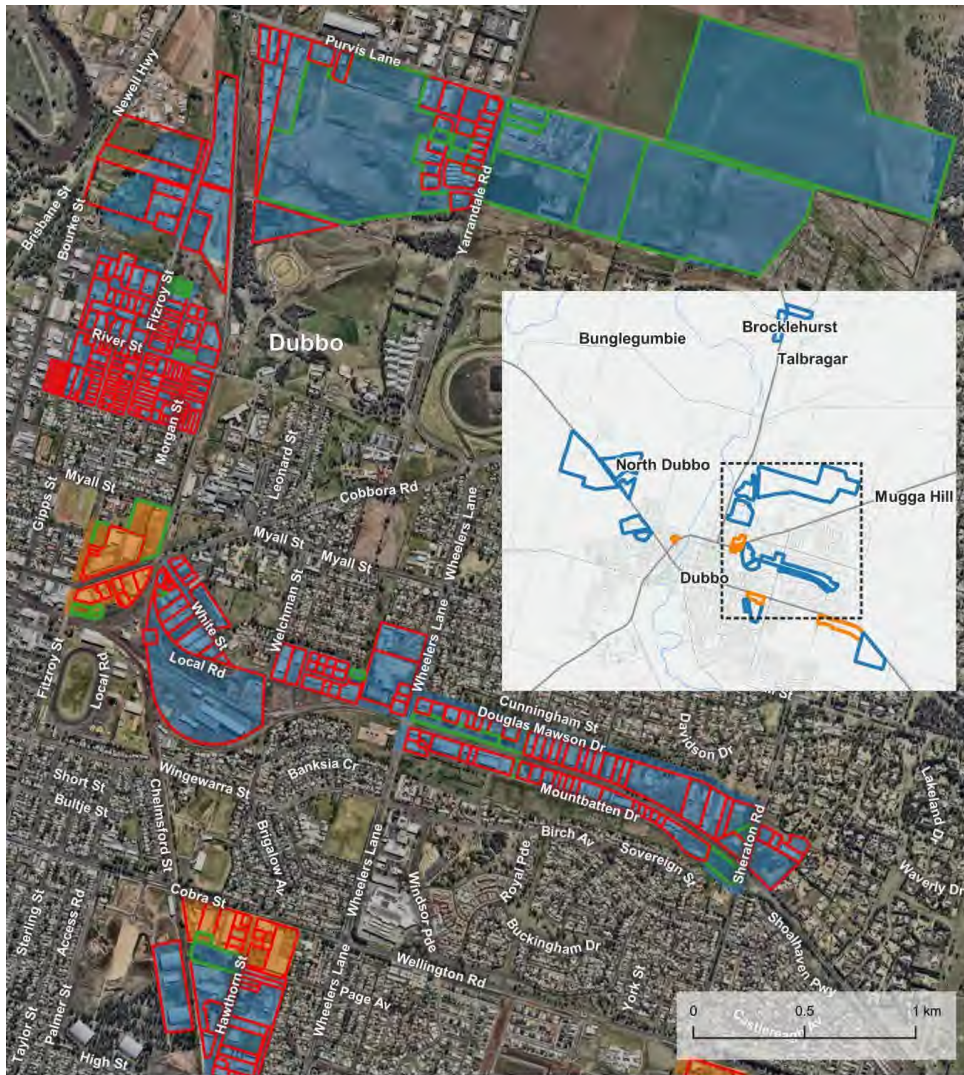 Purvis Lane
Newell Hwy
Yarrandale Rd
Brisbane St
Bourke St
Fitzroy St
River St
Dubbo
Brocklehurst
Bunglegumbie
Talbragar
North Dubbo
Mugga Hill
Dubbo
Morgan St
Leonard St
Cobbora Rd
Myall St
Gipps St
Myall St
Myall St
Wheelers Lane
Welchman St
White St
Local Rd
Wheelers Lane
Fitzroy St
Local Rd
Cunningham St
Douglas Mawson Dr
Davidson Dr
Wingewarra St
Banksia Cr
Short St
Bultje St
Chelmsford St
Mountbatten Dr
Lakeland Dr
Birch Av
Sheraton Rd
Brigalow Av
Wheelers Lane
Royal Pde
Sovereign St
Waverly Dr
Cobra St
Windsor Pde
Sterling St
Access Rd
Buckingham Dr
Shoalhaven Pwy
Wellington Rd
York St
Hawthorn St
Page Av
Wheelers Lane
Taylor St
Palmer St
High St
Castlereagh Av
0 0.5 1 km